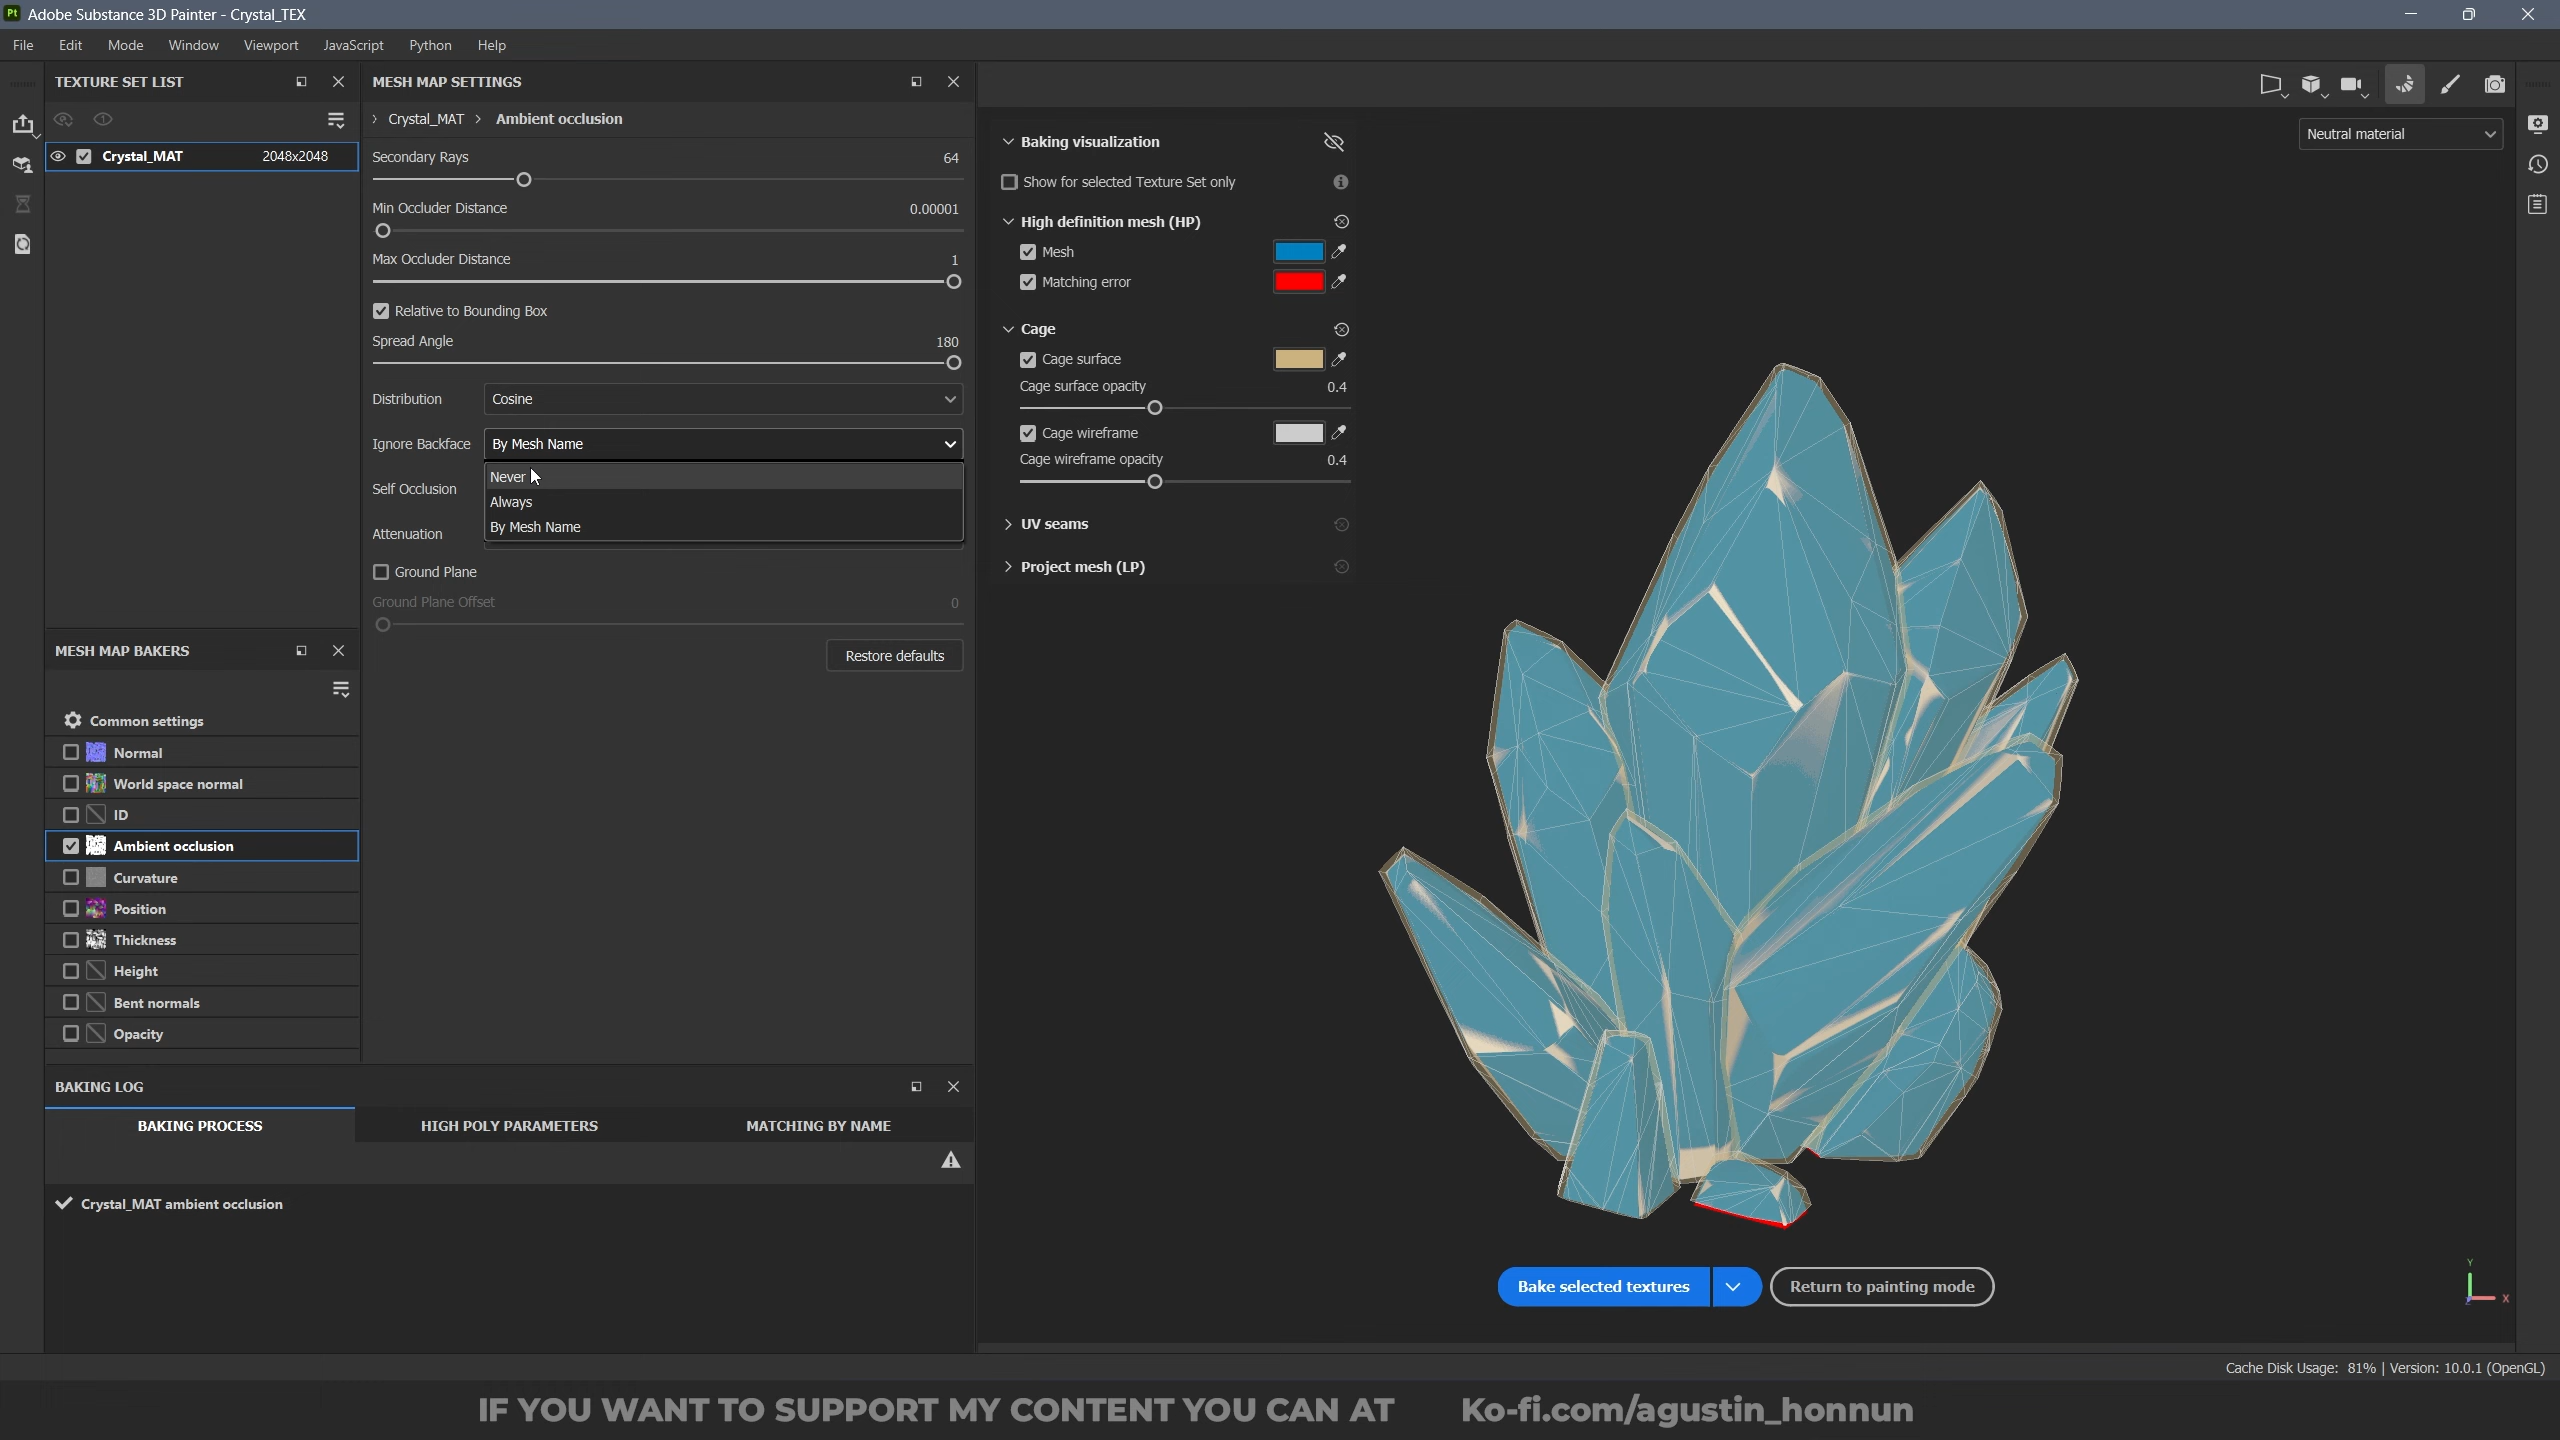 Pt Adobe Substance 3D Painter - Crystal_TEX
File Edit Mode Window Viewport JavaScript Python Help
TEXTURE SET LIST
Crystal_MAT 2048x2048
MESH MAP SETTINGS
Crystal_MAT > Ambient occlusion
Secondary Rays 64
Min Occluder Distance 0.00001
Max Occluder Distance 1
Relative to Bounding Box
Spread Angle 180
Distribution Cosine
Ignore Backface By Mesh Name
Never
Always
By Mesh Name
Self Occlusion
Attenuation
Ground Plane
Ground Plane Offset 0
Restore defaults
MESH MAP BAKERS
Common settings
Normal
World space normal
ID
Ambient occlusion
Curvature
Position
Thickness
Height
Bent normals
Opacity
BAKING LOG
BAKING PROCESS HIGH POLY PARAMETERS MATCHING BY NAME
Crystal_MAT ambient occlusion
Baking visualization
Show for selected Texture Set only
High definition mesh (HP)
Mesh
Matching error
Cage
Cage surface
Cage surface opacity 0.4
Cage wireframe
Cage wireframe opacity 0.4
UV seams
Project mesh (LP)
Neutral material
Bake selected textures
Return to painting mode
Y
X
Z
Cache Disk Usage: 81% | Version: 10.0.1 (OpenGL)
IF YOU WANT TO SUPPORT MY CONTENT YOU CAN AT Ko-fi.com/agustin_honnun